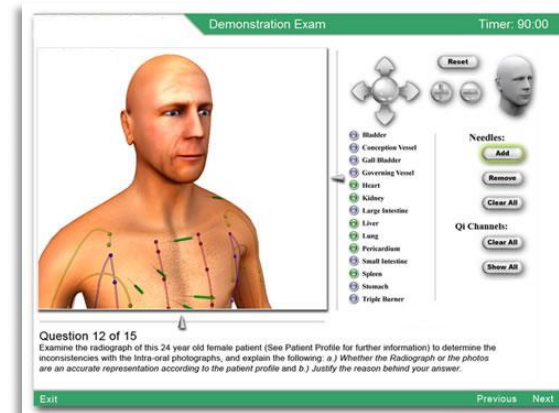 Demonstration Exam
Timer: 90:00
Reset
Bladder
Conception Vessel
Gall Bladder
Governing Vessel
Heart
Kidney
Large Intestine
Liver
Lung
Pericardium
Small Intestine
Spleen
Stomach
Triple Burner
Needles:
Add
Remove
Clear All
Qi Channels:
Clear All
Show All
Question 12 of 15
Examine the radiograph of this 24 year old female patient (See Patient Profile for further information) to determine the
inconsistencies with the Intra-oral photographs, and explain the following: a.) Whether the Radiograph or the photos
are an accurate representation according to the patient profile and b.) Justify the reason behind your answer.
Exit
Previous
Next